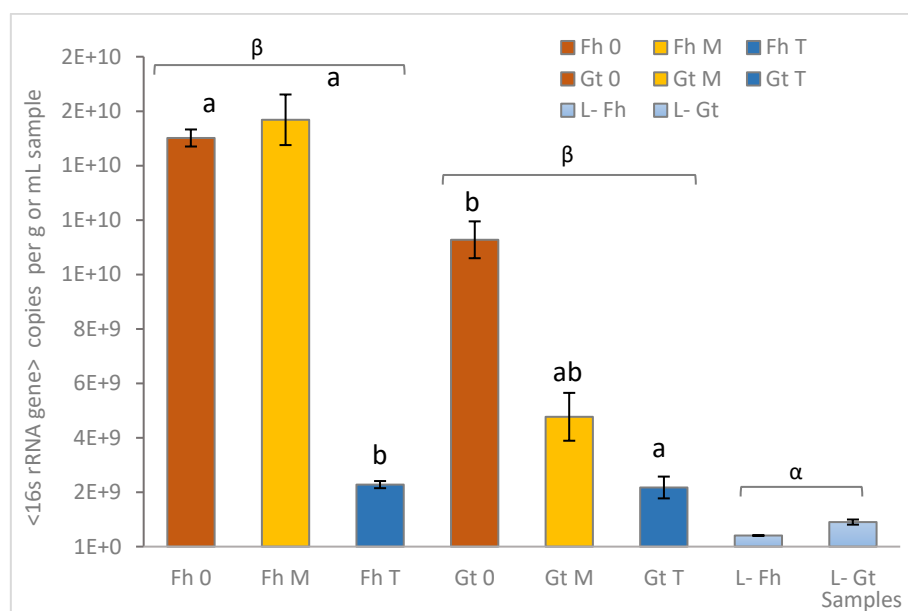 <16s rRNA gene> copies per g or mL sample
2E+10
2E+10
1E+10
1E+10
1E+10
8E+9
6E+9
4E+9
2E+9
1E+0
β
a
a
b
β
b
ab
a
α
Fh 0 Fh M Fh T
Gt 0 Gt M Gt T
L- Fh L- Gt
Fh 0 Fh M Fh T Gt 0 Gt M Gt T L- Fh L- Gt
Samples